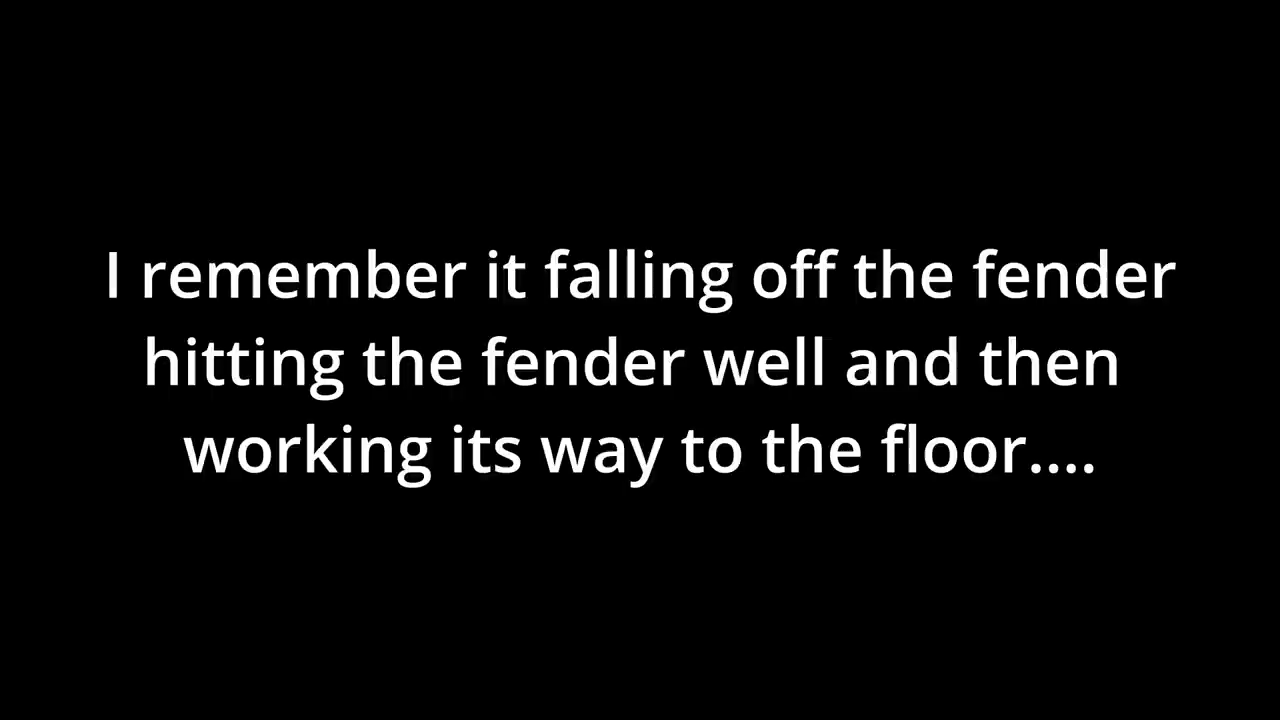 I remember it falling off the fender
hitting the fender well and then
working its way to the floor....